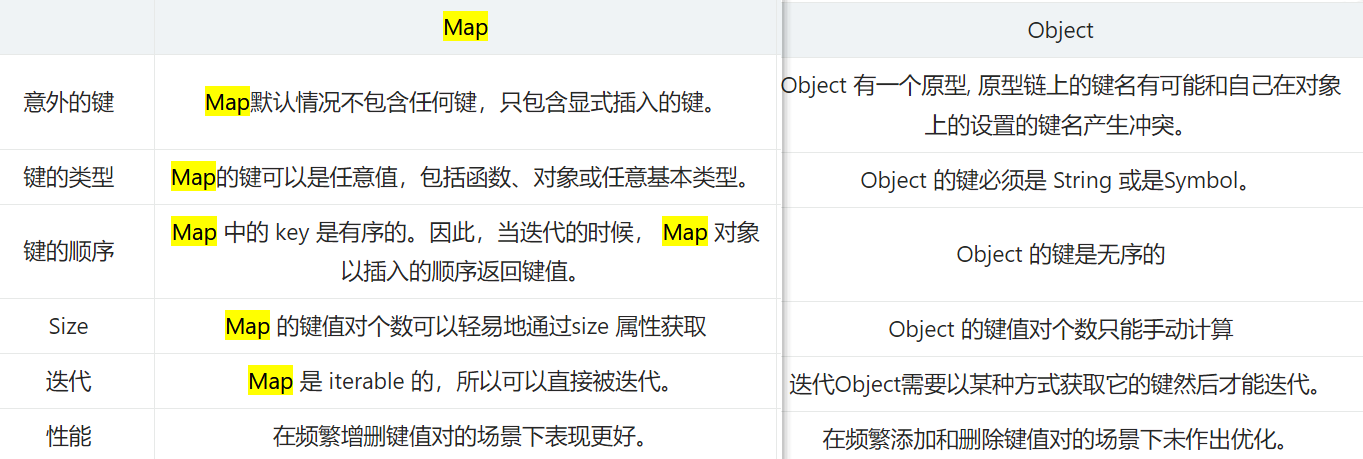 Map
Object
意外的键
Map默认情况不包含任何键，只包含显式插入的键。
Object 有一个原型, 原型链上的键名有可能和自己在对象
上的设置的键名产生冲突。
键的类型
Map的键可以是任意值，包括函数、对象或任意基本类型。
Object 的键必须是 String 或是Symbol。
键的顺序
Map 中的 key 是有序的。因此，当迭代的时候， Map 对象
以插入的顺序返回键值。
Object 的键是无序的
Size
Map 的键值对个数可以轻易地通过size 属性获取
Object 的键值对个数只能手动计算
迭代
Map 是 iterable 的，所以可以直接被迭代。
迭代Object需要以某种方式获取它的键然后才能迭代。
性能
在频繁增删键值对的场景下表现更好。
在频繁添加和删除键值对的场景下未作出优化。